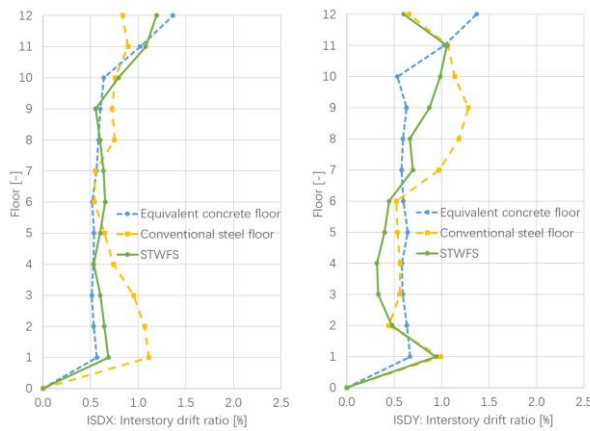 12
11
10
9
8
7
6
5
4
3
2
1
0
Floor [-]
Equivalent concrete floor
Conventional steel floor
STWFS
0.0 0.5 1.0 1.5 2.0 2.5
ISDX: Interstory drift ratio [%]
12
11
10
9
8
7
6
5
4
3
2
1
0
Floor [-]
Equivalent concrete floor
Conventional steel floor
STWFS
0.0 0.5 1.0 1.5 2.0 2.5
ISDY: Interstory drift ratio [%]